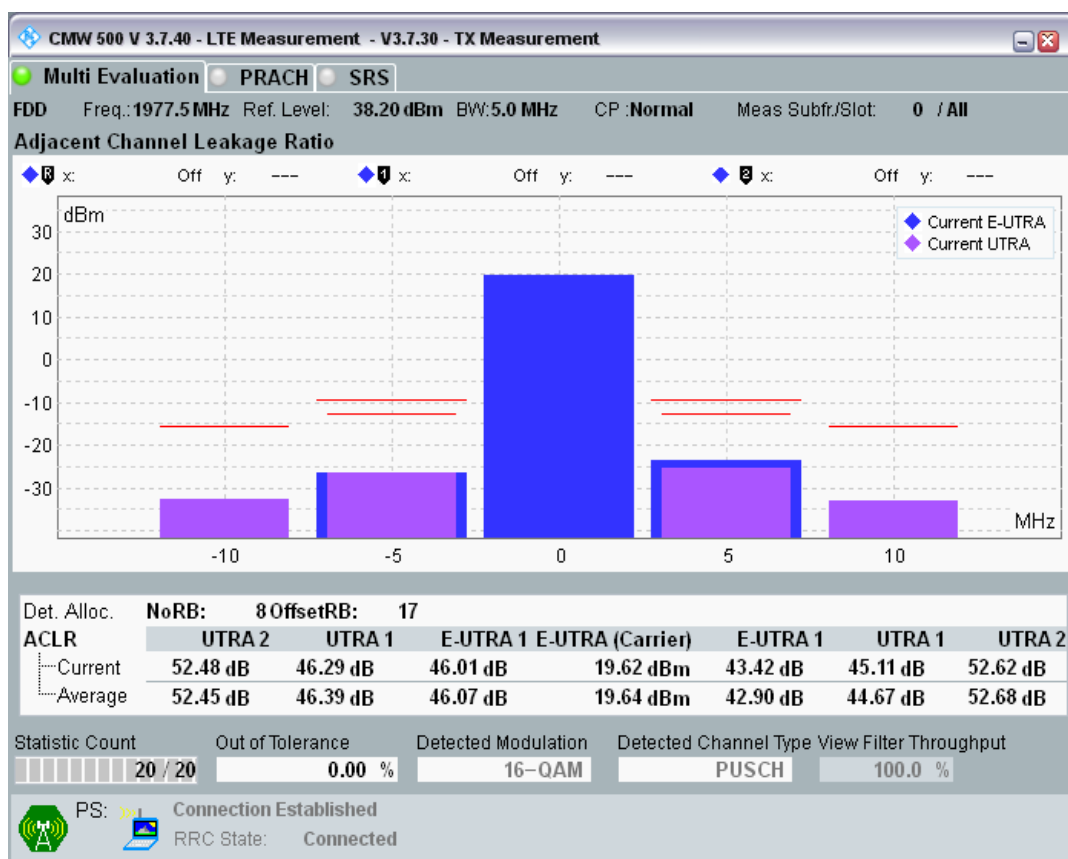 CMW 500 V 3.7.40 - LTE Measurement - V3.7.30 - TX Measurement
Multi Evaluation PRACH SRS
FDD Freq.: 1977.5 MHz Ref. Level: 38.20 dBm BW: 5.0 MHz CP : Normal Meas Subfr./Slot: 0 / All
Adjacent Channel Leakage Ratio
R x: Off y: --- 1 x: Off y: --- 2 x: Off y: ---
dBm
Current E-UTRA
Current UTRA
30
20
10
0
-10
-20
-30
MHz
-10 -5 0 5 10
Det. Alloc. NoRB: 8 OffsetRB: 17
ACLR UTRA 2 UTRA 1 E-UTRA 1 E-UTRA (Carrier) E-UTRA 1 UTRA 1 UTRA 2
Current 52.48 dB 46.29 dB 46.01 dB 19.62 dBm 43.42 dB 45.11 dB 52.62 dB
Average 52.45 dB 46.39 dB 46.07 dB 19.64 dBm 42.90 dB 44.67 dB 52.68 dB
Statistic Count Out of Tolerance Detected Modulation Detected Channel Type View Filter Throughput
20 / 20 0.00 % 16-QAM PUSCH 100.0 %
PS: Connection Established
RRC State: Connected